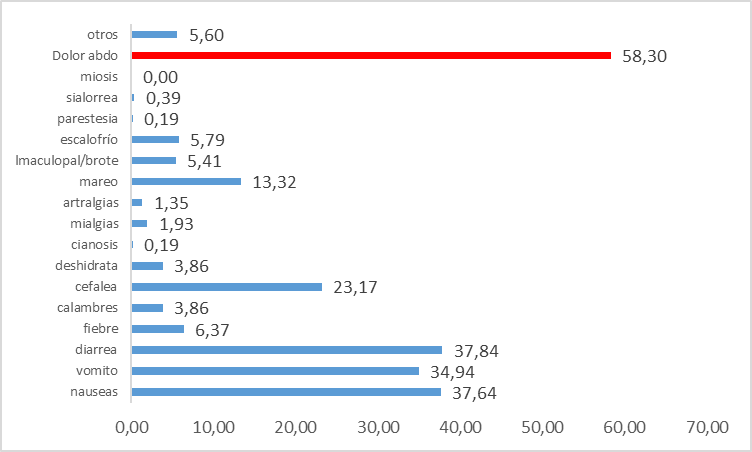 otros 5,60
Dolor abdo 58,30
miosis 0,00
sialorrea 0,39
parestesia 0,19
escalofrío 5,79
lmaculopal/brote 5,41
mareo 13,32
artralgias 1,35
mialgias 1,93
cianosis 0,19
deshidrata 3,86
cefalea 23,17
calambres 3,86
fiebre 6,37
diarrea 37,84
vomito 34,94
nauseas 37,64
0,00 10,00 20,00 30,00 40,00 50,00 60,00 70,00